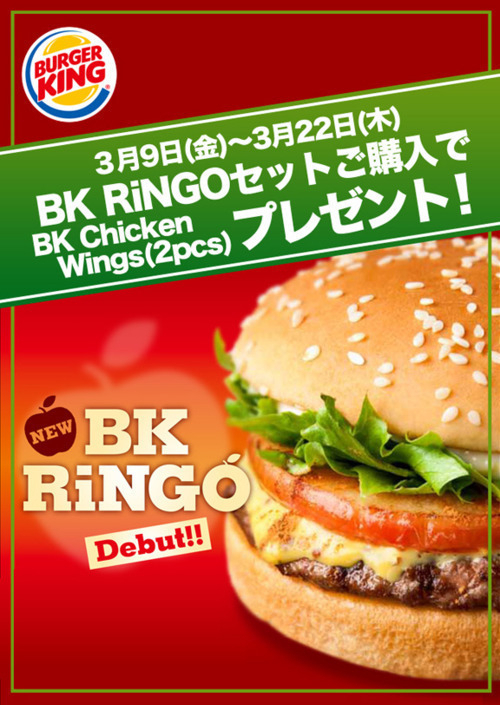 BURGER
KING
3月9日(金)〜3月22日(木)
BK RiNGOセットご購入で
BK Chicken
Wings(2pcs)
プレゼント!
NEW
BK
RiNGO
Debut!!